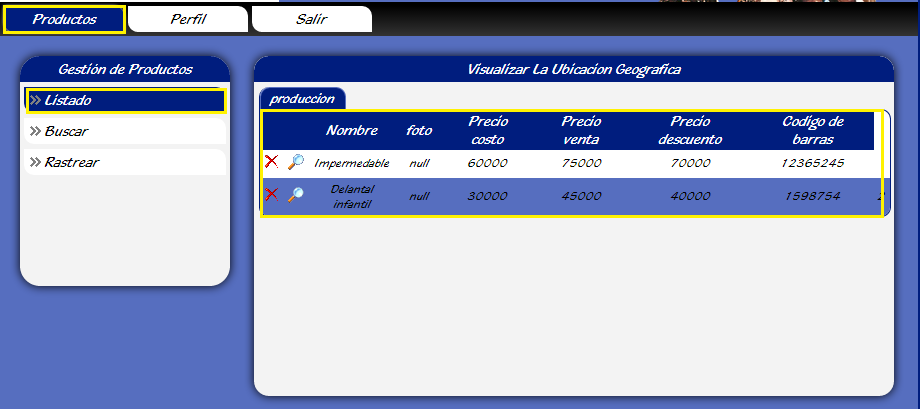 Productos Perfil Salir
Gestión de Productos
Listado
Buscar
Rastrear
Visualizar La Ubicacion Geografica
produccion
Nombre foto Precio costo Precio venta Precio descuento Codigo de barras
Impermedable null 60000 75000 70000 12365245
Delantal infantil null 30000 45000 40000 1598754